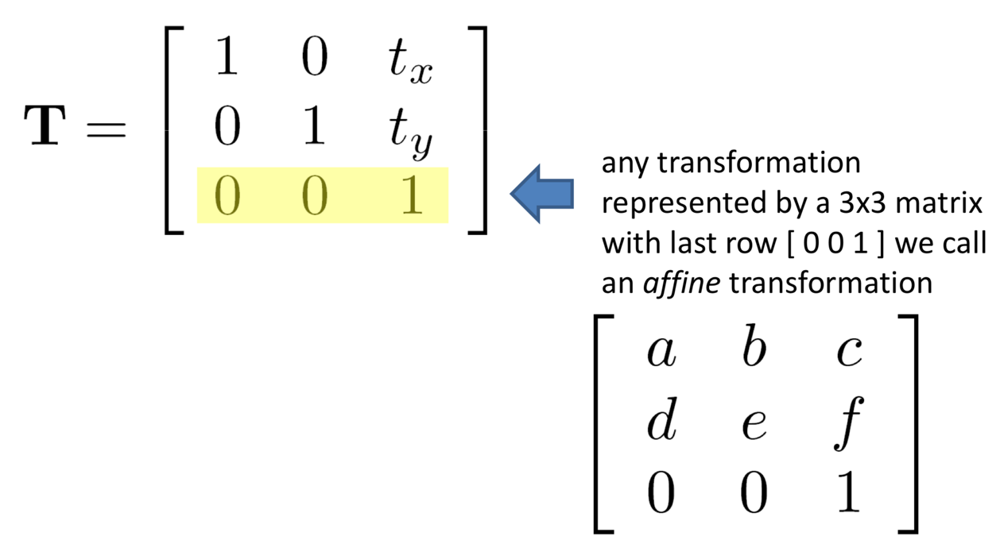 T = [ 1 0 t_x
0 1 t_y
0 0 1 ]
any transformation
represented by a 3x3 matrix
with last row [ 0 0 1 ] we call
an affine transformation
[ a b c
d e f
0 0 1 ]